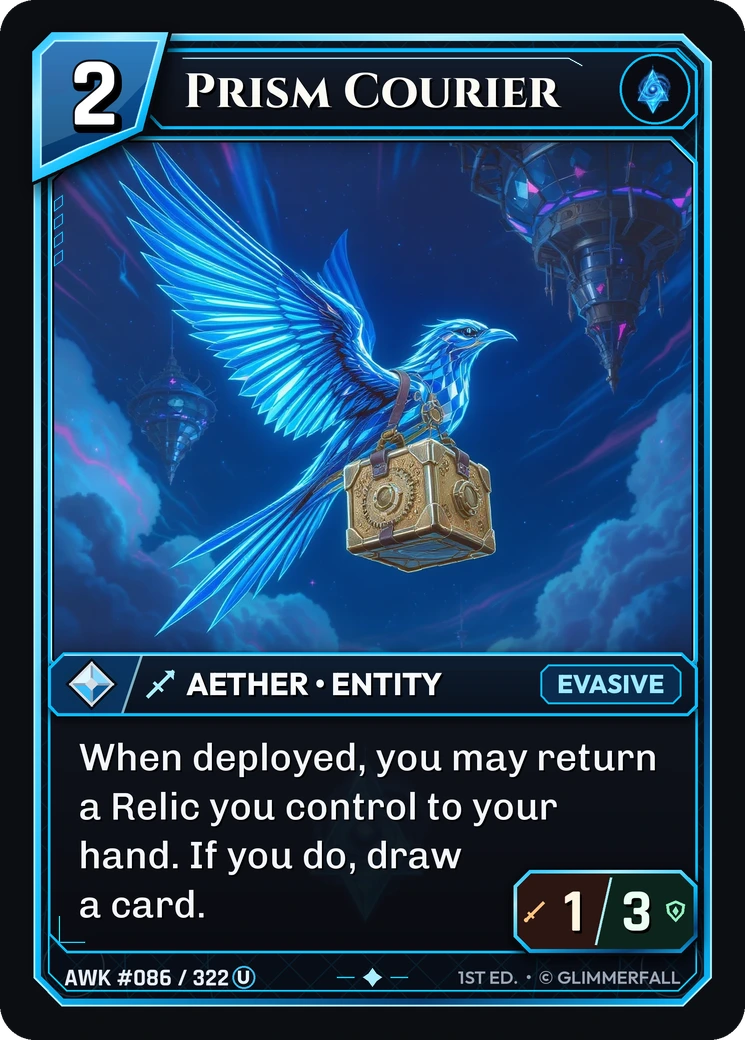 2
Prism Courier
AETHER • ENTITY
EVASIVE
When deployed, you may return
a Relic you control to your
hand. If you do, draw
a card.
1 / 3
AWK #086 / 322 U
1ST ED. • © GLIMMERFALL